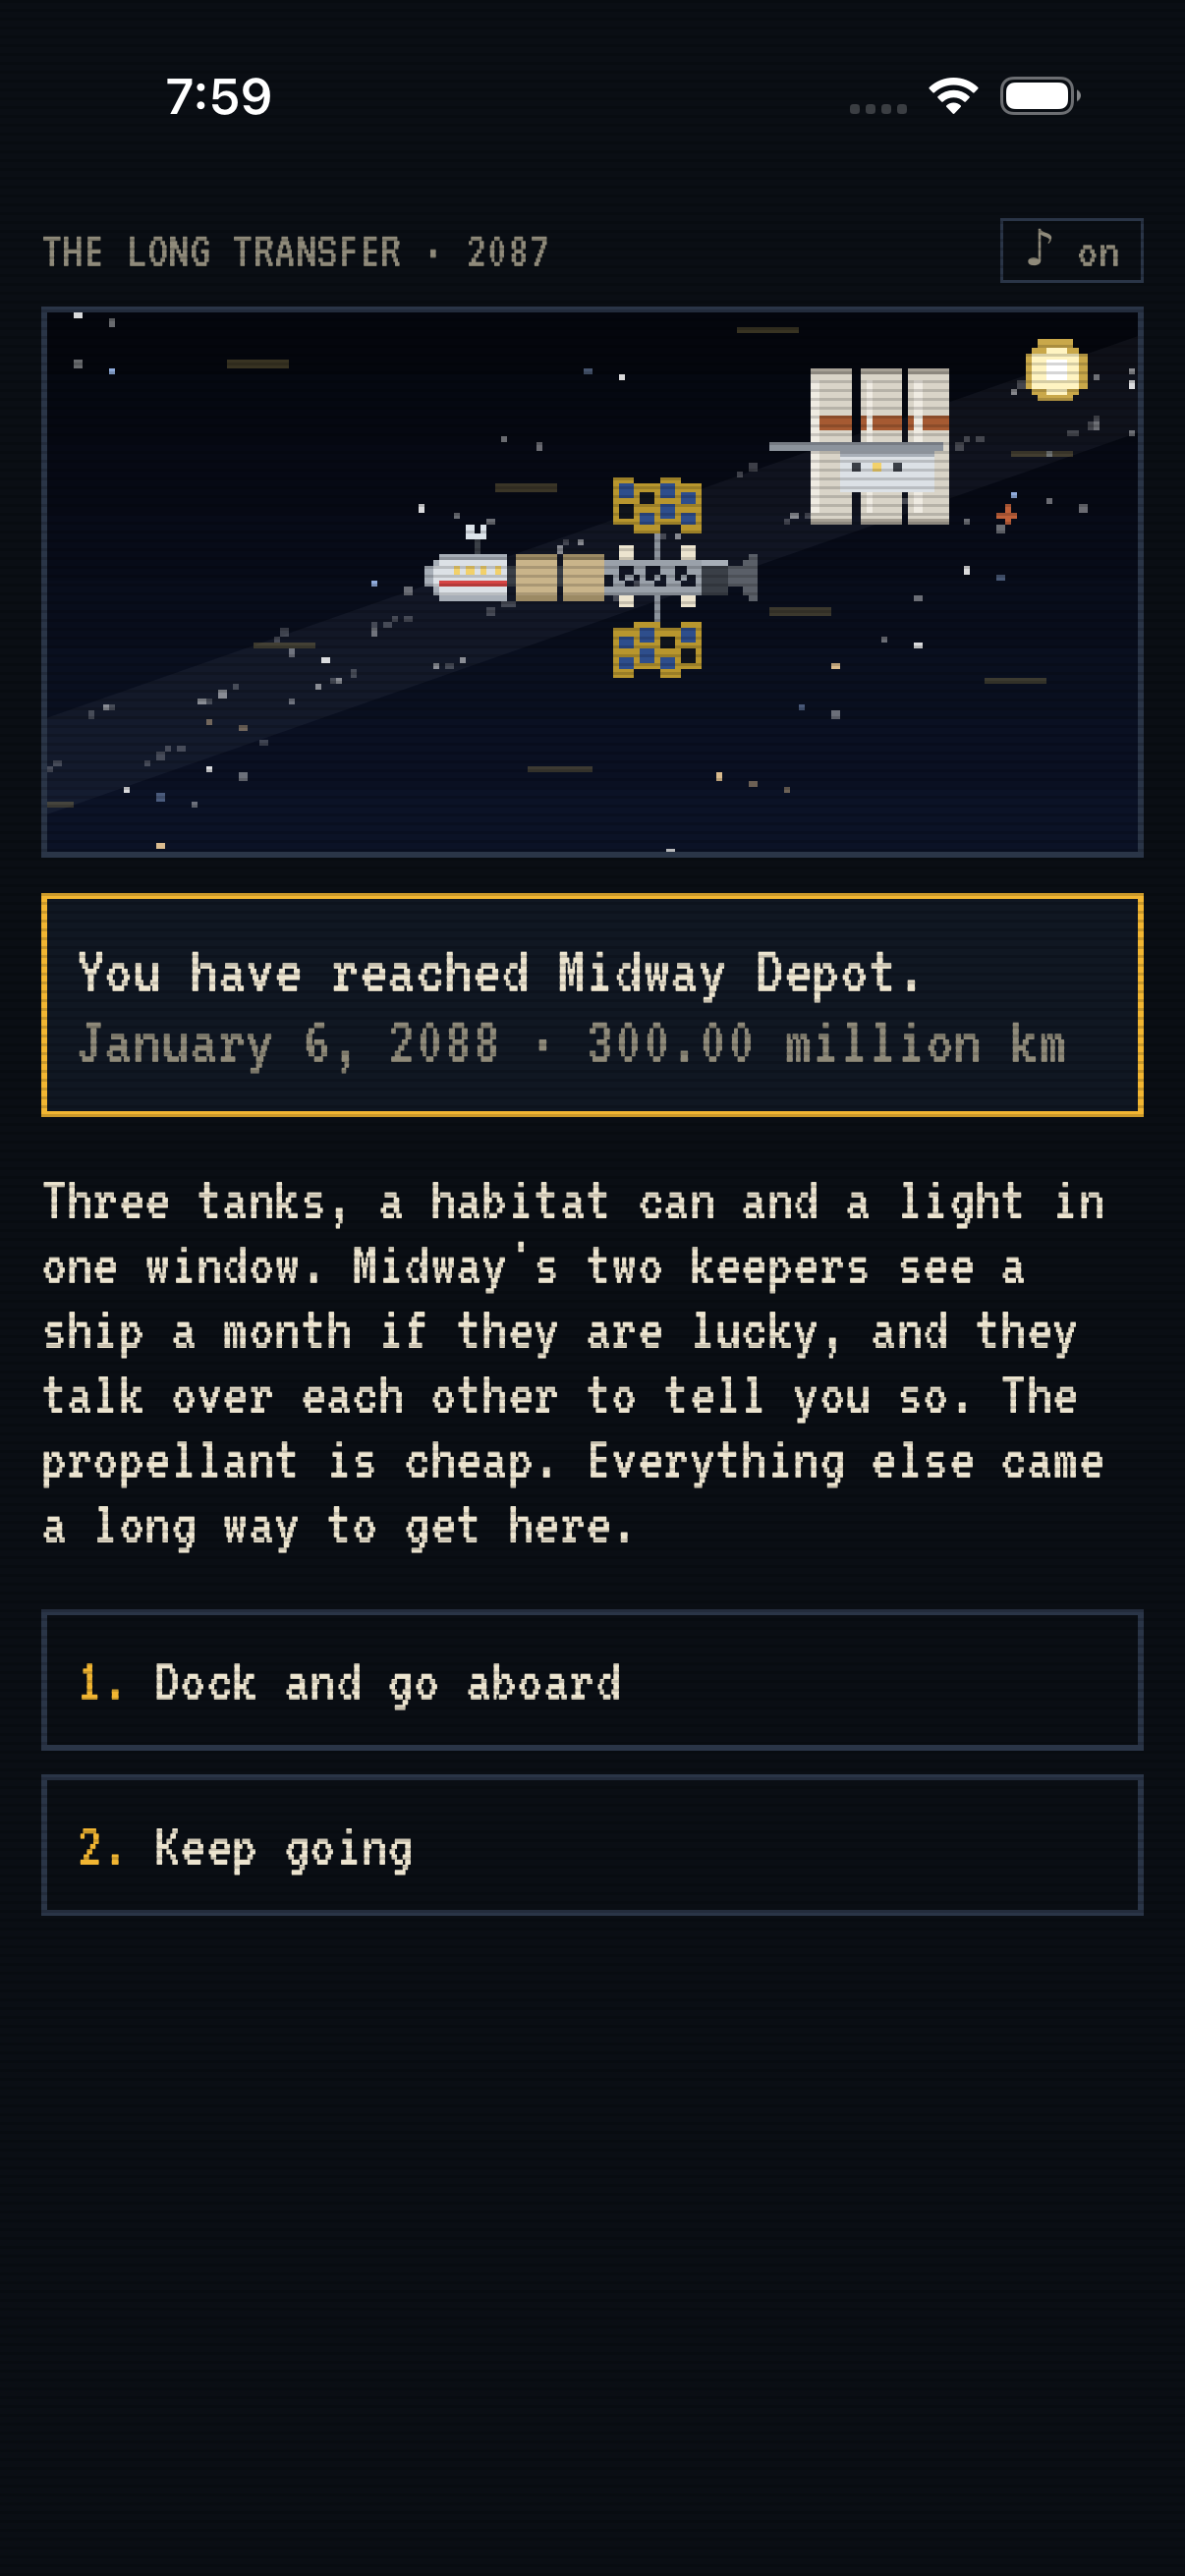 7:59
THE LONG TRANSFER · 2087
♪ on
You have reached Midway Depot.
January 6, 2088 · 300.00 million km
Three tanks, a habitat can and a light in
one window. Midway's two keepers see a
ship a month if they are lucky, and they
talk over each other to tell you so. The
propellant is cheap. Everything else came
a long way to get here.
1. Dock and go aboard
2. Keep going